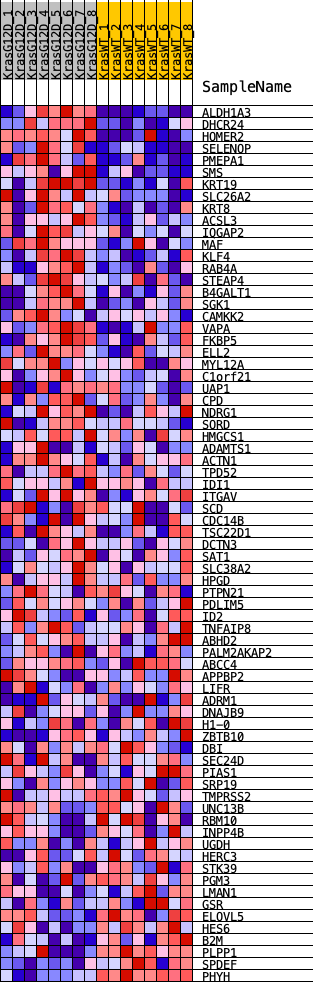 KrasG12D_1
KrasG12D_2
KrasG12D_3
KrasG12D_4
KrasG12D_5
KrasG12D_6
KrasG12D_7
KrasG12D_8
KrasWT_1
KrasWT_2
KrasWT_3
KrasWT_4
KrasWT_5
KrasWT_6
KrasWT_7
KrasWT_8
SampleName
ALDH1A3
DHCR24
HOMER2
SELENOP
PMEPA1
SMS
KRT19
SLC26A2
KRT8
ACSL3
IQGAP2
MAF
KLF4
RAB4A
STEAP4
B4GALT1
SGK1
CAMKK2
VAPA
FKBP5
ELL2
MYL12A
C1orf21
UAP1
CPD
NDRG1
SORD
HMGCS1
ADAMTS1
ACTN1
TPD52
IDI1
ITGAV
SCD
CDC14B
TSC22D1
DCTN3
SAT1
SLC38A2
HPGD
PTPN21
PDLIM5
ID2
TNFAIP8
ABHD2
PALM2AKAP2
ABCC4
APPBP2
LIFR
ADRM1
DNAJB9
H1-0
ZBTB10
DBI
SEC24D
PIAS1
SRP19
TMPRSS2
UNC13B
RBM10
INPP4B
UGDH
HERC3
STK39
PGM3
LMAN1
GSR
ELOVL5
HES6
B2M
PLPP1
SPDEF
PHYH